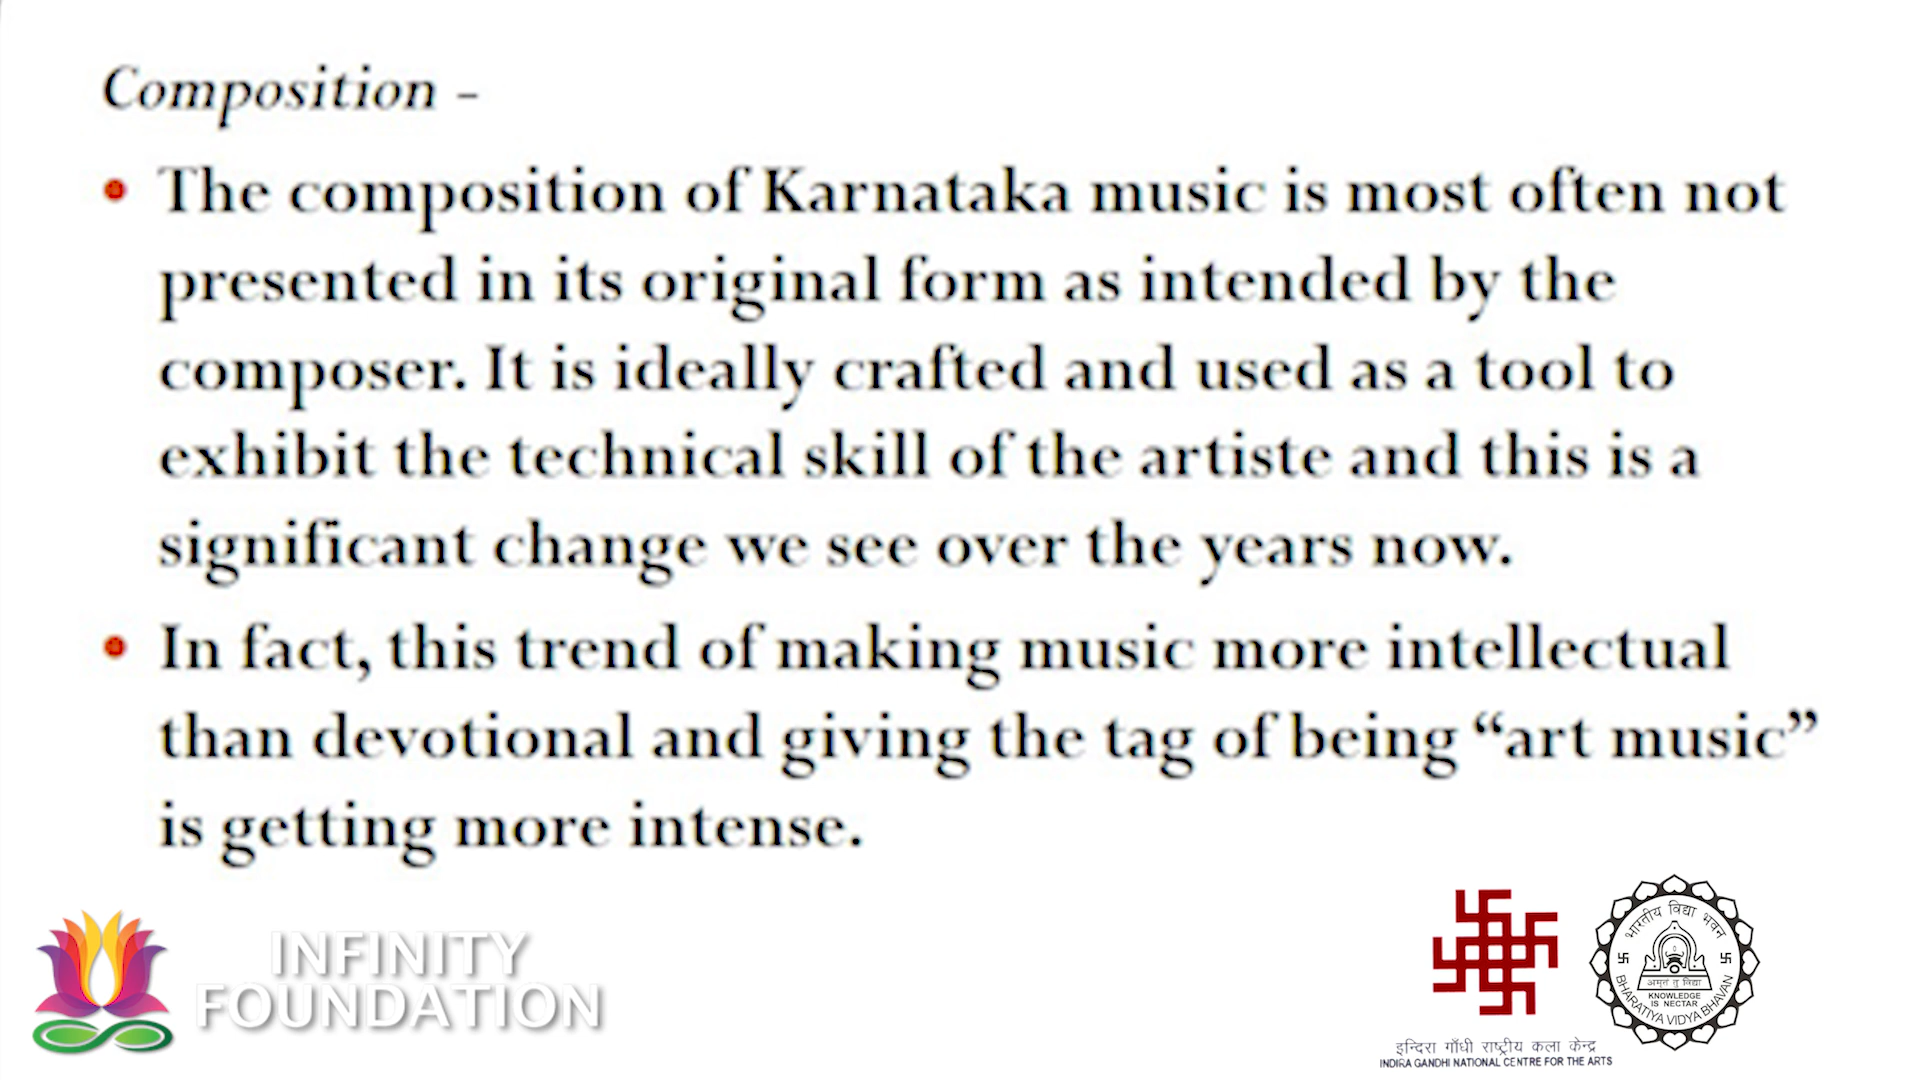 Composition -
• The composition of Karnataka music is most often not
presented in its original form as intended by the
composer. It is ideally crafted and used as a tool to
exhibit the technical skill of the artiste and this is a
significant change we see over the years now.
• In fact, this trend of making music more intellectual
than devotional and giving the tag of being “art music”
is getting more intense.
INFINITY
FOUNDATION
इन्दिरा गाँधी राष्ट्रीय कला केन्द्र
INDIRA GANDHI NATIONAL CENTRE FOR THE ARTS
भारतीय विद्या भवन
अमृतं तु विद्या
KNOWLEDGE
IS NECTAR
BHARATIYA VIDYA BHAVAN